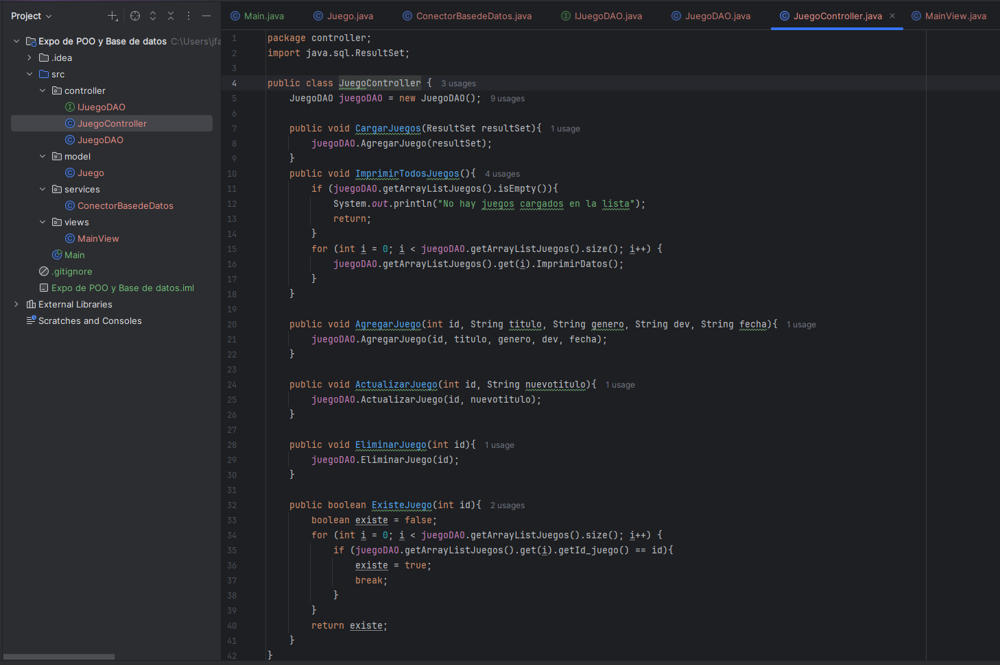 Project
Expo de POO y Base de datos C:\Users\jfa
.idea
src
controller
IJuegoDAO
JuegoController
JuegoDAO
model
Juego
services
ConectorBasedeDatos
views
MainView
Main
.gitignore
Expo de POO y Base de datos.iml
External Libraries
Scratches and Consoles
Main.java Juego.java ConectorBasedeDatos.java IJuegoDAO.java JuegoDAO.java JuegoController.java MainView.java
1 package controller;
2 import java.sql.ResultSet;
3
4 public class JuegoController { 3 usages
5 JuegoDAO juegoDAO = new JuegoDAO(); 9 usages
6
7 public void CargarJuegos(ResultSet resultSet){ 1 usage
8 juegoDAO.AgregarJuego(resultSet);
9 }
10 public void ImprimirTodosJuegos(){ 4 usages
11 if (juegoDAO.getArrayListJuegos().isEmpty()){
12 System.out.println("No hay juegos cargados en la lista");
13 return;
14 }
15 for (int i = 0; i < juegoDAO.getArrayListJuegos().size(); i++) {
16 juegoDAO.getArrayListJuegos().get(i).ImprimirDatos();
17 }
18 }
19
20 public void AgregarJuego(int id, String titulo, String genero, String dev, String fecha){ 1 usage
21 juegoDAO.AgregarJuego(id, titulo, genero, dev, fecha);
22 }
23
24 public void ActualizarJuego(int id, String nuevotitulo){ 1 usage
25 juegoDAO.ActualizarJuego(id, nuevotitulo);
26 }
27
28 public void EliminarJuego(int id){ 1 usage
29 juegoDAO.EliminarJuego(id);
30 }
31
32 public boolean ExisteJuego(int id){ 2 usages
33 boolean existe = false;
34 for (int i = 0; i < juegoDAO.getArrayListJuegos().size(); i++) {
35 if (juegoDAO.getArrayListJuegos().get(i).getId_juego() == id){
36 existe = true;
37 break;
38 }
39 }
40 return existe;
41 }
42 }